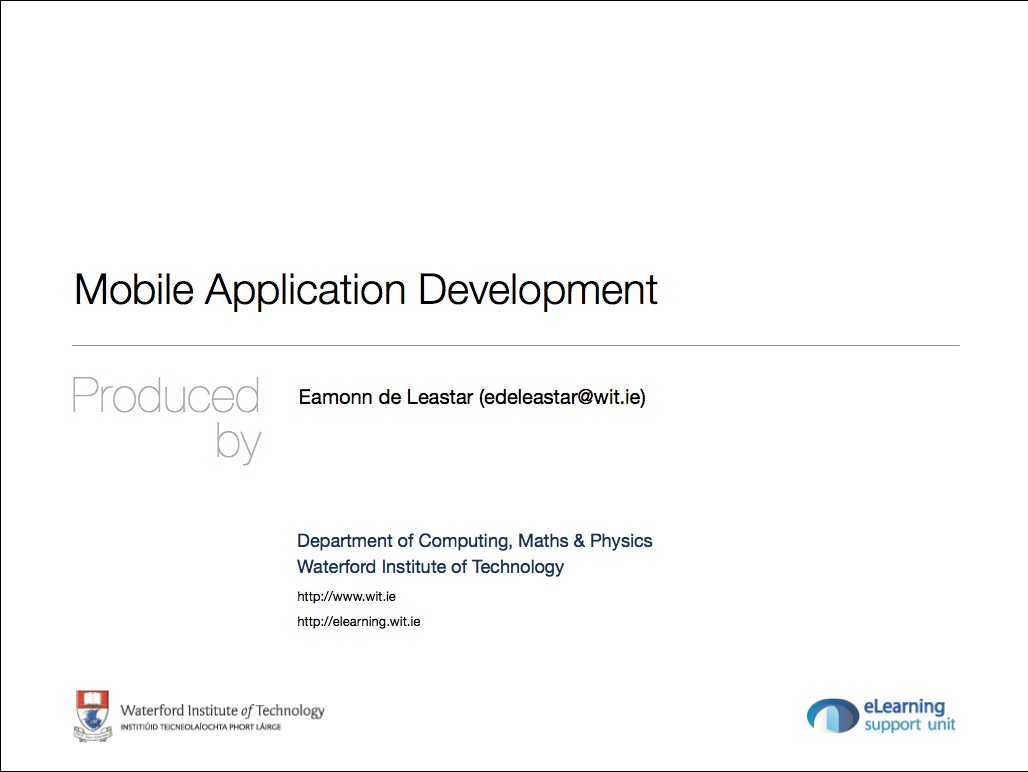 Mobile Application Development
Produced
by
Eamonn de Leastar (edeleastar@wit.ie)
Department of Computing, Maths & Physics
Waterford Institute of Technology
http://www.wit.ie
http://elearning.wit.ie
Waterford Institute of Technology
INSTITIÚID TEICNEOLAÍOCHTA PHORT LÁIRGE
eLearning
support unit